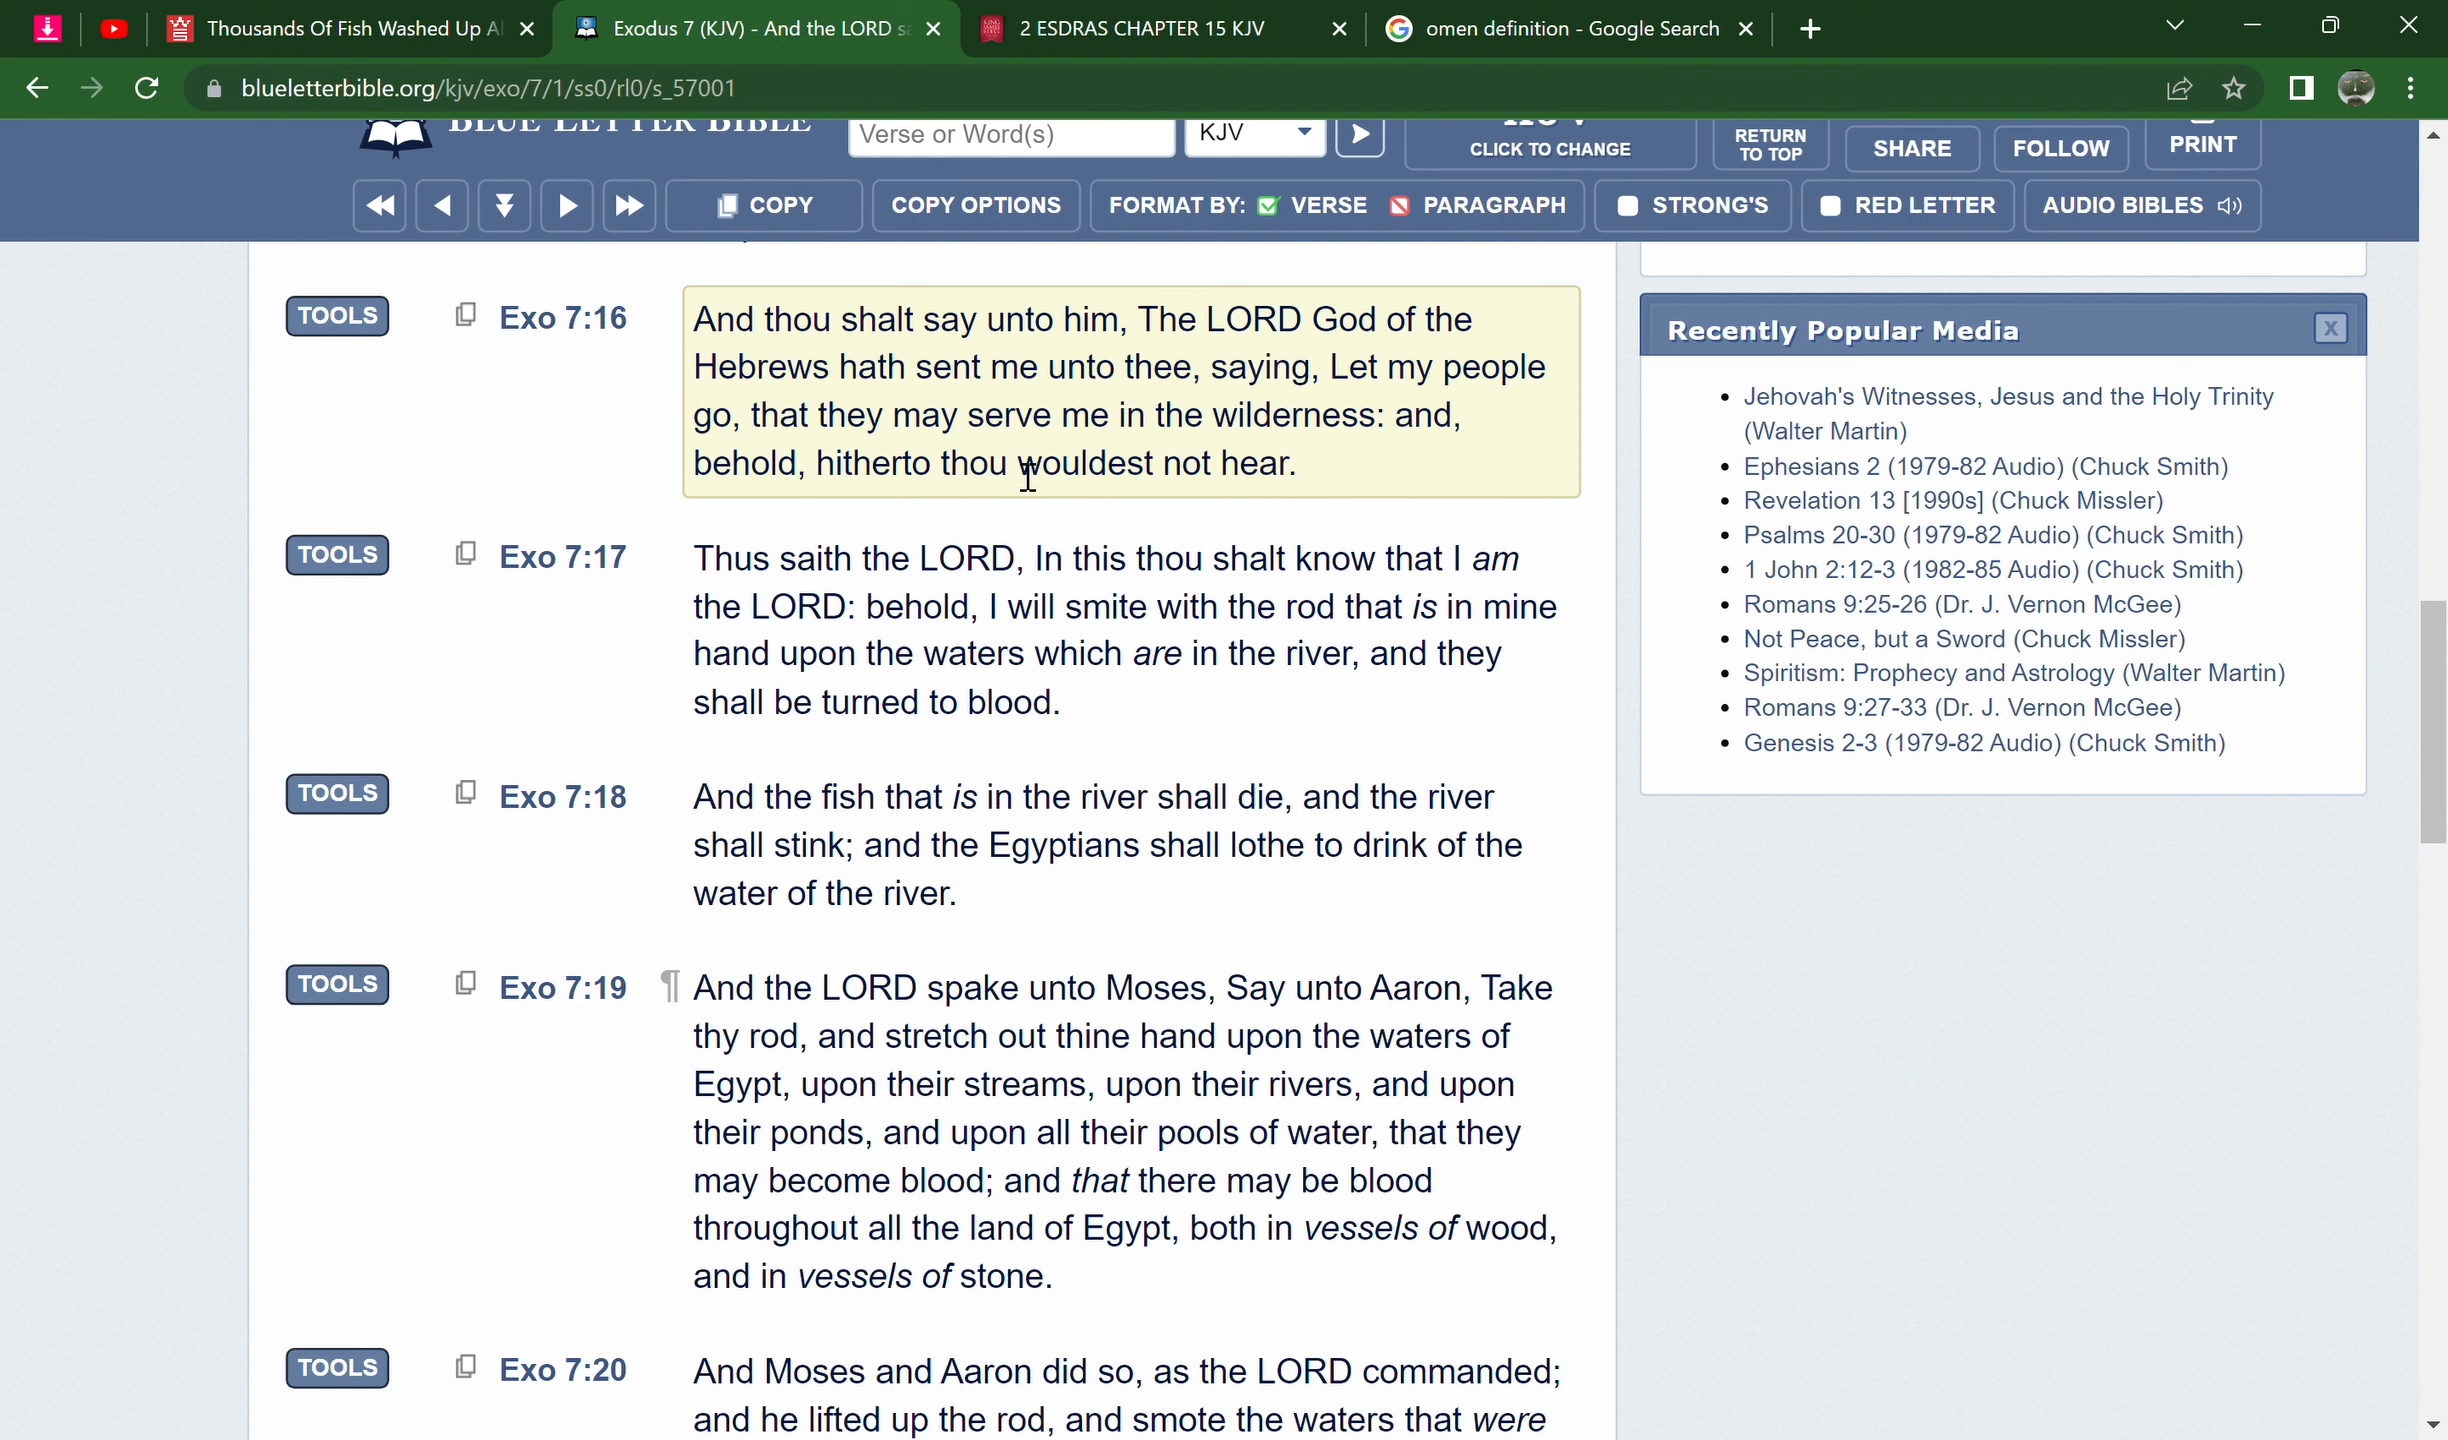 Thousands Of Fish Washed Up A
Exodus 7 (KJV) - And the LORD sa
2 ESDRAS CHAPTER 15 KJV
omen definition - Google Search
blueletterbible.org/kjv/exo/7/1/ss0/rl0/s_57001
BLUE LETTER BIBLE
Verse or Word(s)
KJV
CLICK TO CHANGE
RETURN
TO TOP
SHARE
FOLLOW
PRINT
COPY
COPY OPTIONS
FORMAT BY: VERSE PARAGRAPH
STRONG'S
RED LETTER
AUDIO BIBLES
TOOLS
Exo 7:16
And thou shalt say unto him, The LORD God of the
Hebrews hath sent me unto thee, saying, Let my people
go, that they may serve me in the wilderness: and,
behold, hitherto thou wouldest not hear.
TOOLS
Exo 7:17
Thus saith the LORD, In this thou shalt know that I am
the LORD: behold, I will smite with the rod that is in mine
hand upon the waters which are in the river, and they
shall be turned to blood.
TOOLS
Exo 7:18
And the fish that is in the river shall die, and the river
shall stink; and the Egyptians shall lothe to drink of the
water of the river.
TOOLS
Exo 7:19
¶ And the LORD spake unto Moses, Say unto Aaron, Take
thy rod, and stretch out thine hand upon the waters of
Egypt, upon their streams, upon their rivers, and upon
their ponds, and upon all their pools of water, that they
may become blood; and that there may be blood
throughout all the land of Egypt, both in vessels of wood,
and in vessels of stone.
TOOLS
Exo 7:20
And Moses and Aaron did so, as the LORD commanded;
and he lifted up the rod, and smote the waters that were
Recently Popular Media
X
• Jehovah's Witnesses, Jesus and the Holy Trinity
(Walter Martin)
• Ephesians 2 (1979-82 Audio) (Chuck Smith)
• Revelation 13 [1990s] (Chuck Missler)
• Psalms 20-30 (1979-82 Audio) (Chuck Smith)
• 1 John 2:12-3 (1982-85 Audio) (Chuck Smith)
• Romans 9:25-26 (Dr. J. Vernon McGee)
• Not Peace, but a Sword (Chuck Missler)
• Spiritism: Prophecy and Astrology (Walter Martin)
• Romans 9:27-33 (Dr. J. Vernon McGee)
• Genesis 2-3 (1979-82 Audio) (Chuck Smith)